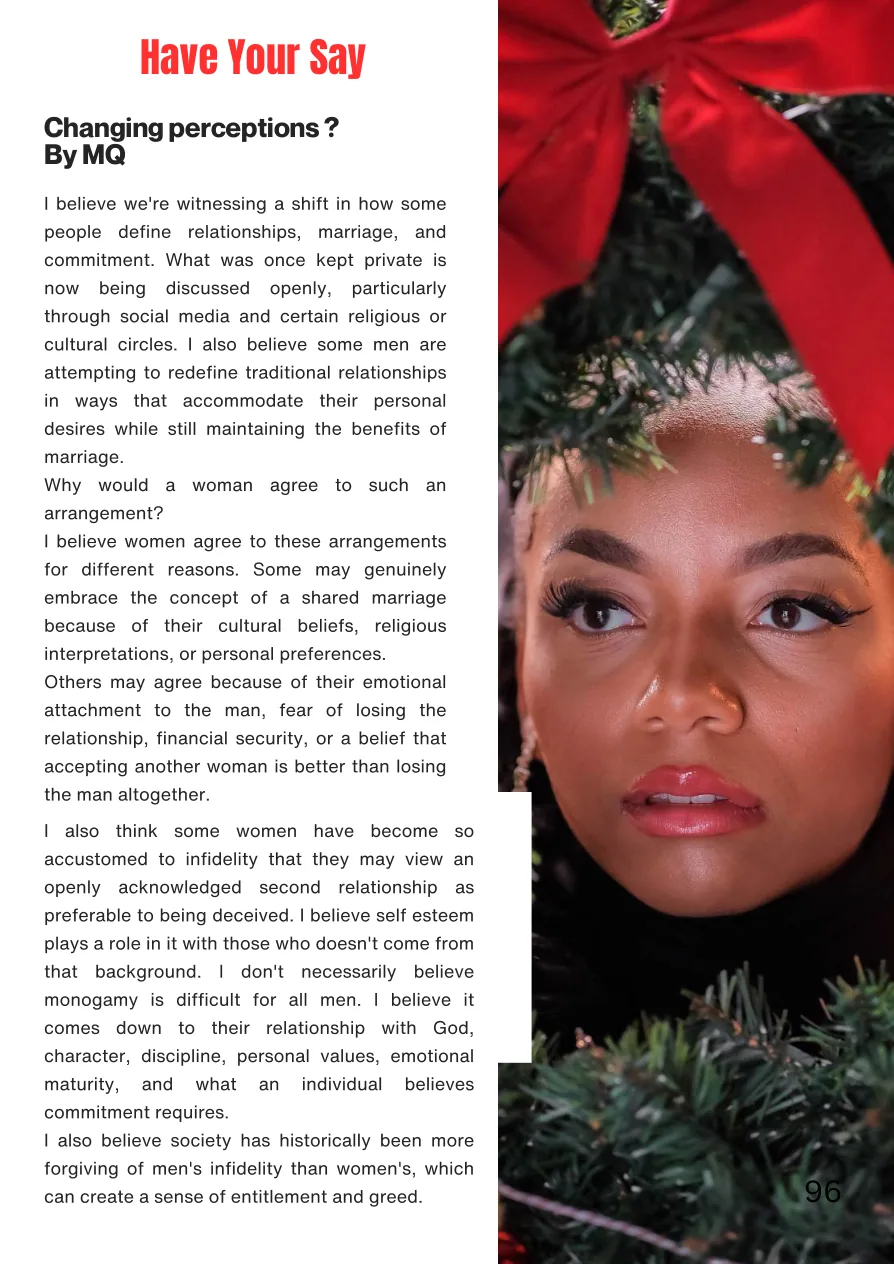 Have Your Say
Changing perceptions ?
By MQ
I believe we're witnessing a shift in how some
people define relationships, marriage, and
commitment. What was once kept private is
now being discussed openly, particularly
through social media and certain religious or
cultural circles. I also believe some men are
attempting to redefine traditional relationships
in ways that accommodate their personal
desires while still maintaining the benefits of
marriage.
Why would a woman agree to such an
arrangement?
I believe women agree to these arrangements
for different reasons. Some may genuinely
embrace the concept of a shared marriage
because of their cultural beliefs, religious
interpretations, or personal preferences.
Others may agree because of their emotional
attachment to the man, fear of losing the
relationship, financial security, or a belief that
accepting another woman is better than losing
the man altogether.
I also think some women have become so
accustomed to infidelity that they may view an
openly acknowledged second relationship as
preferable to being deceived. I believe self esteem
plays a role in it with those who doesn't come from
that background. I don't necessarily believe
monogamy is difficult for all men. I believe it
comes down to their relationship with God,
character, discipline, personal values, emotional
maturity, and what an individual believes
commitment requires.
I also believe society has historically been more
forgiving of men's infidelity than women's, which
can create a sense of entitlement and greed.
96